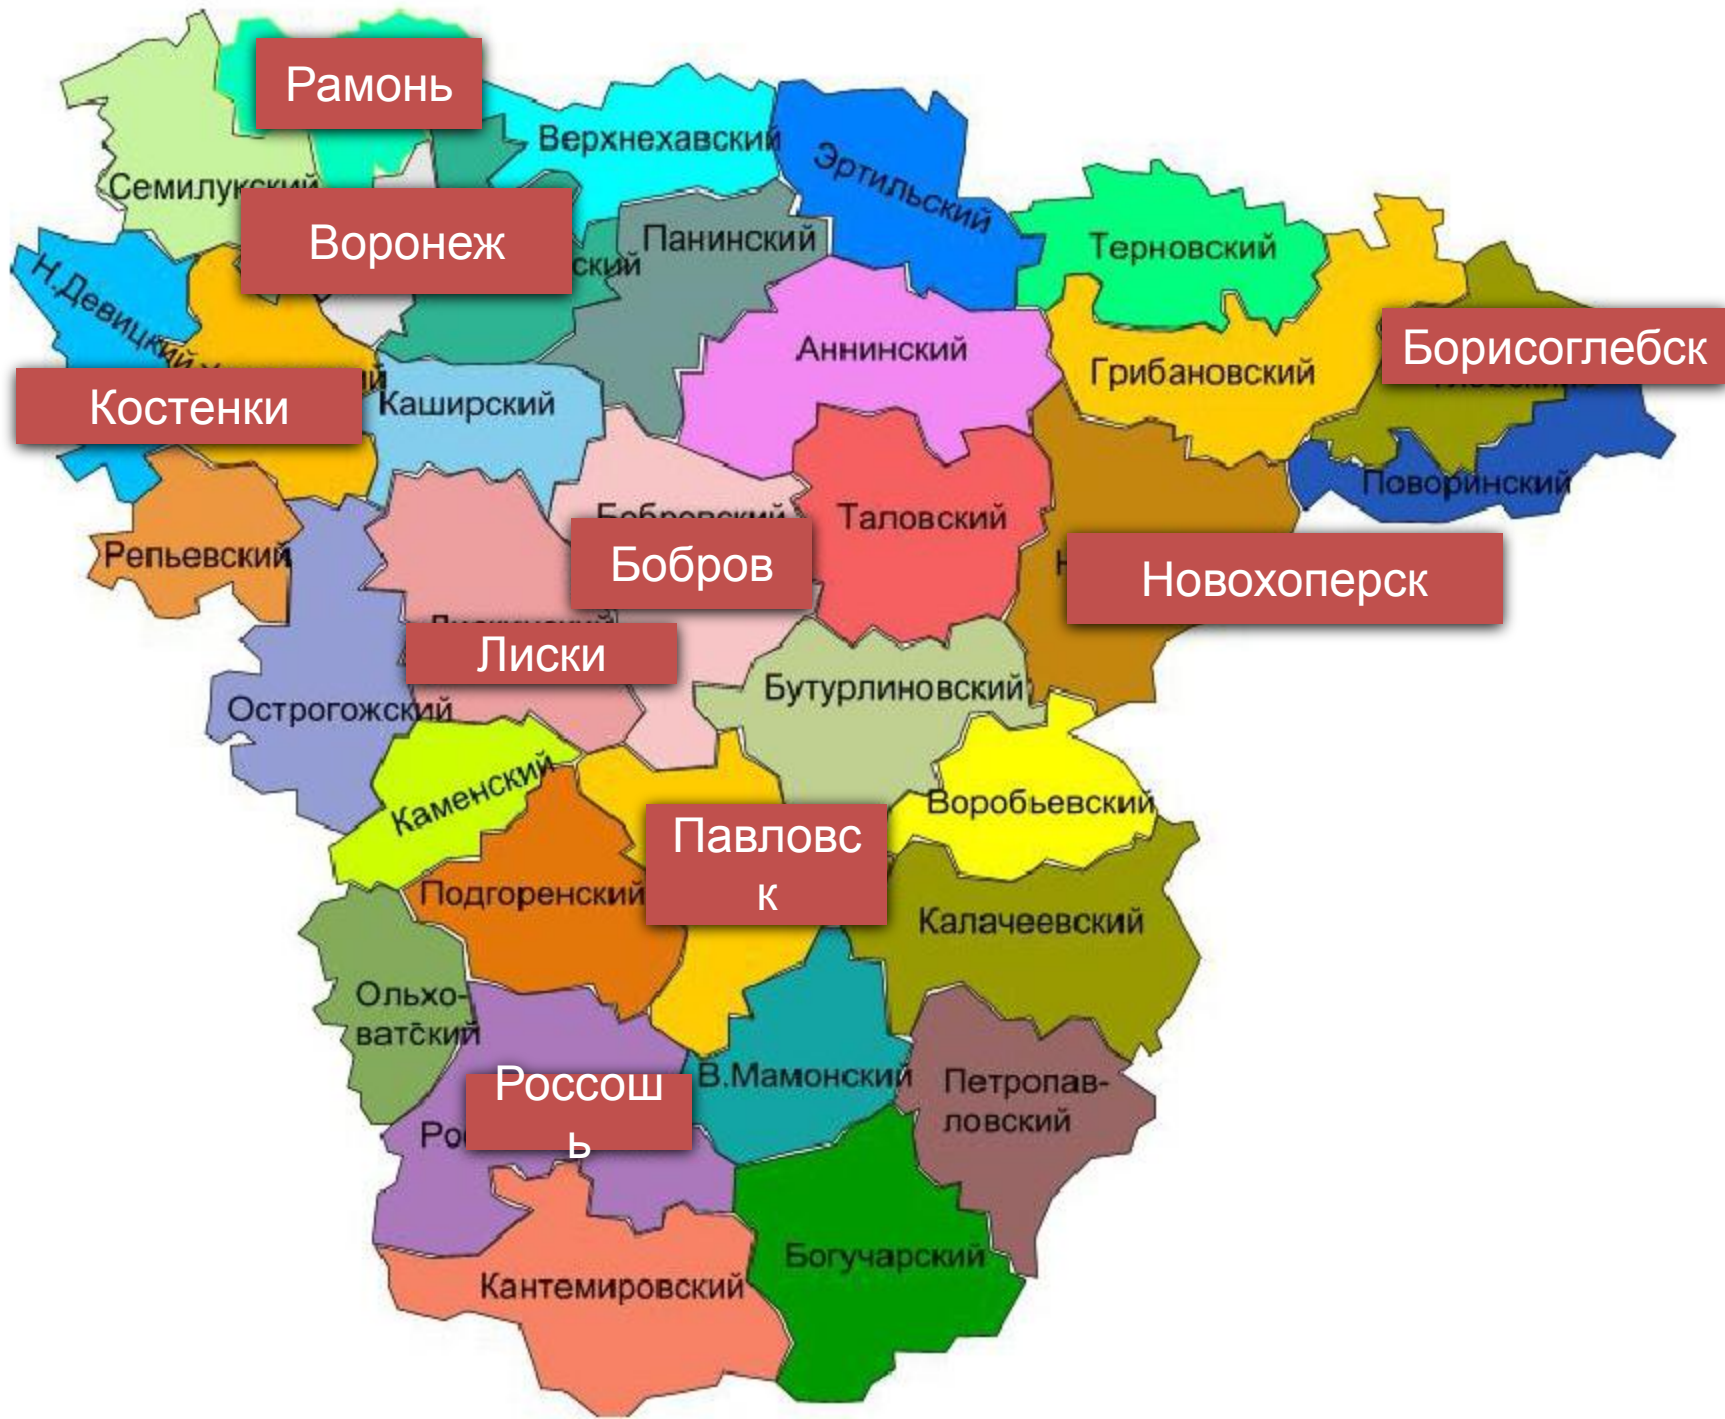 Рамонь
Верхнехавский
Эртильский
Семилукский
Воронеж
Панинский
Терновский
Н.Девицкий
Аннинский
Грибановский
Борисоглебск
Костенки
Каширский
Поворинский
Бобровский
Таловский
Репьевский
Бобров
Новохоперск
Лиски
Острогожский
Бутурлиновский
Каменский
Воробьевский
Павловс
к
Подгоренский
Калачеевский
Ольхо-
ватский
В.Мамонский
Петропав-
ловский
Россош
ь
Богучарский
Кантемировский